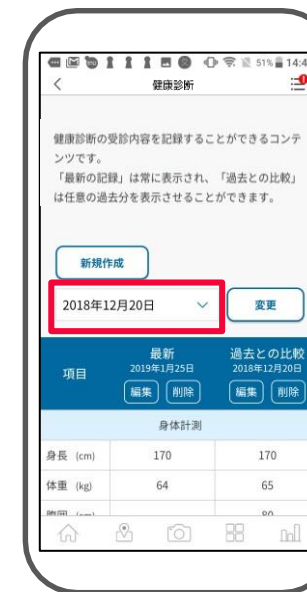 51% 14:4
健康診断
健康診断の受診内容を記録することができるコンテ
ンツです。
「最新の記録」は常に表示され、「過去との比較」
は任意の過去分を表示させることができます。
新規作成
2018年12月20日
変更
項目
最新
2019年1月25日
編集 削除
過去との比較
2018年12月20日
編集 削除
身体計測
身長 (cm) 170 170
体重 (kg) 64 65